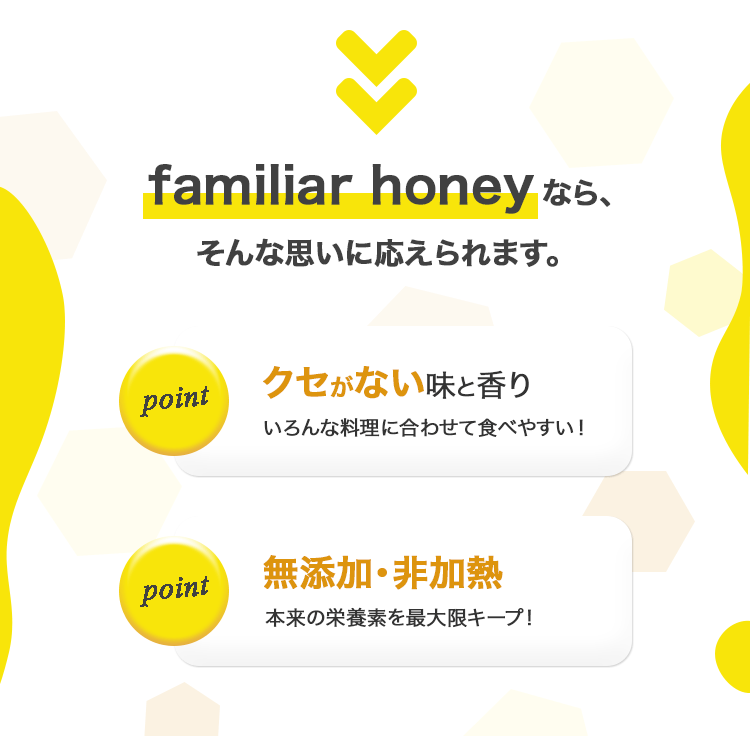 familiar honeyなら、
そんな思いに応えられます。
point
クセがない味と香り
いろんな料理に合わせて食べやすい！
point
無添加・非加熱
本来の栄養素を最大限キープ！